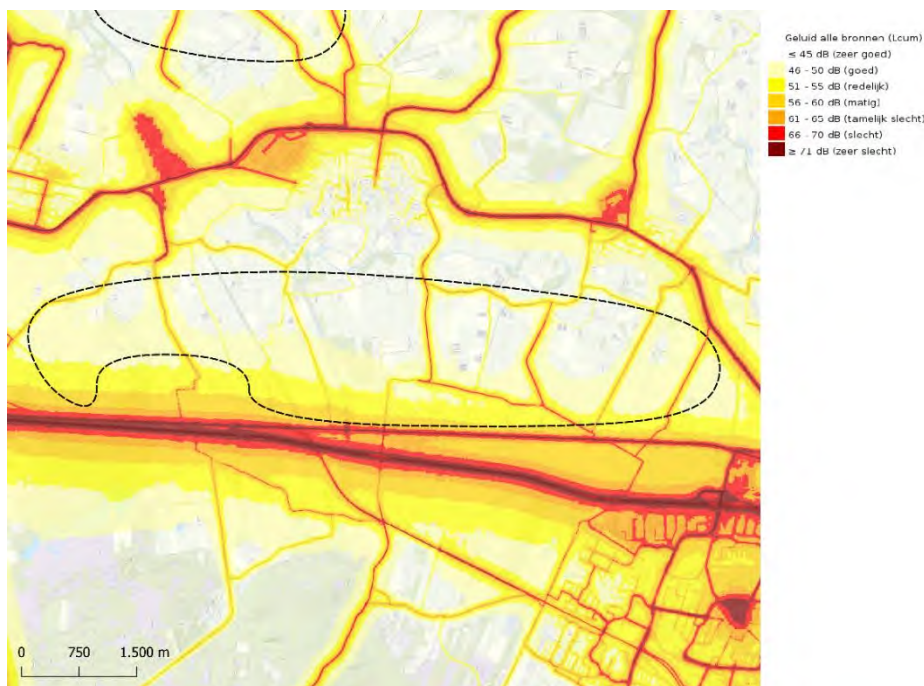 Geluid alle bronnen (Lcum)
≤ 45 dB (zeer goed)
46 - 50 dB (goed)
51 - 55 dB (redelijk)
56 - 60 dB (matig)
61 - 65 dB (tamelijk slecht)
66 - 70 dB (slecht)
≥ 71 dB (zeer slecht)
0 750 1.500 m